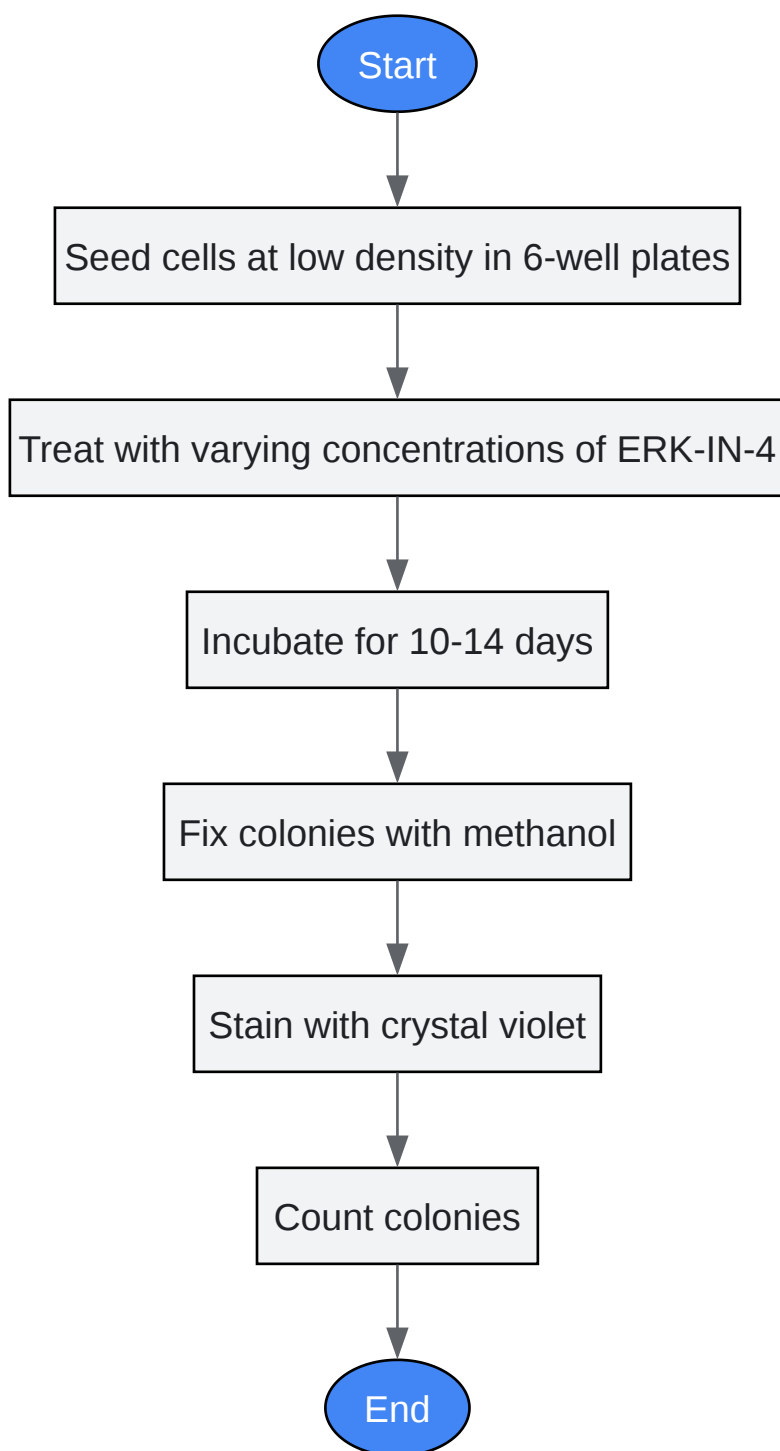 Start
Seed cells at low density in 6-well plates
Treat with varying concentrations of ERK-IN-4
Incubate for 10-14 days
Fix colonies with methanol
Stain with crystal violet
Count colonies
End